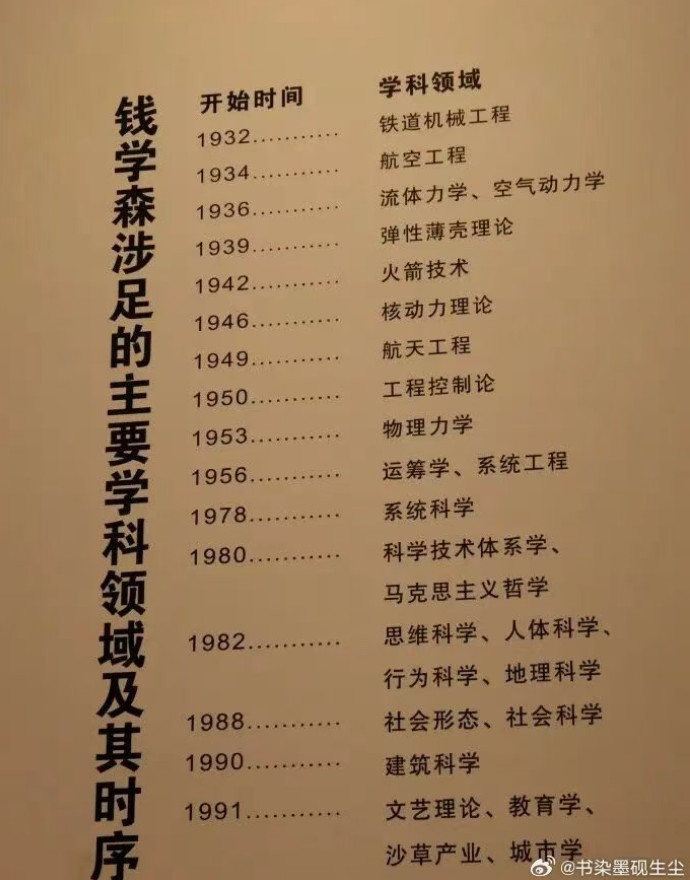 钱学森涉足的主要学科领域及其时序
开始时间 学科领域
1932........... 铁道机械工程
1934........... 航空工程
1936........... 流体力学、空气动力学
1939........... 弹性薄壳理论
1942........... 火箭技术
1946........... 核动力理论
1949........... 航天工程
1950........... 工程控制论
1953........... 物理力学
1956........... 运筹学、系统工程
1978........... 系统科学
1980........... 科学技术体系学、
马克思主义哲学
1982........... 思维科学、人体科学、
行为科学、地理科学
1988........... 社会形态、社会科学
1990........... 建筑科学
1991........... 文艺理论、教育学、
沙草产业、城市学
@书染墨砚生尘